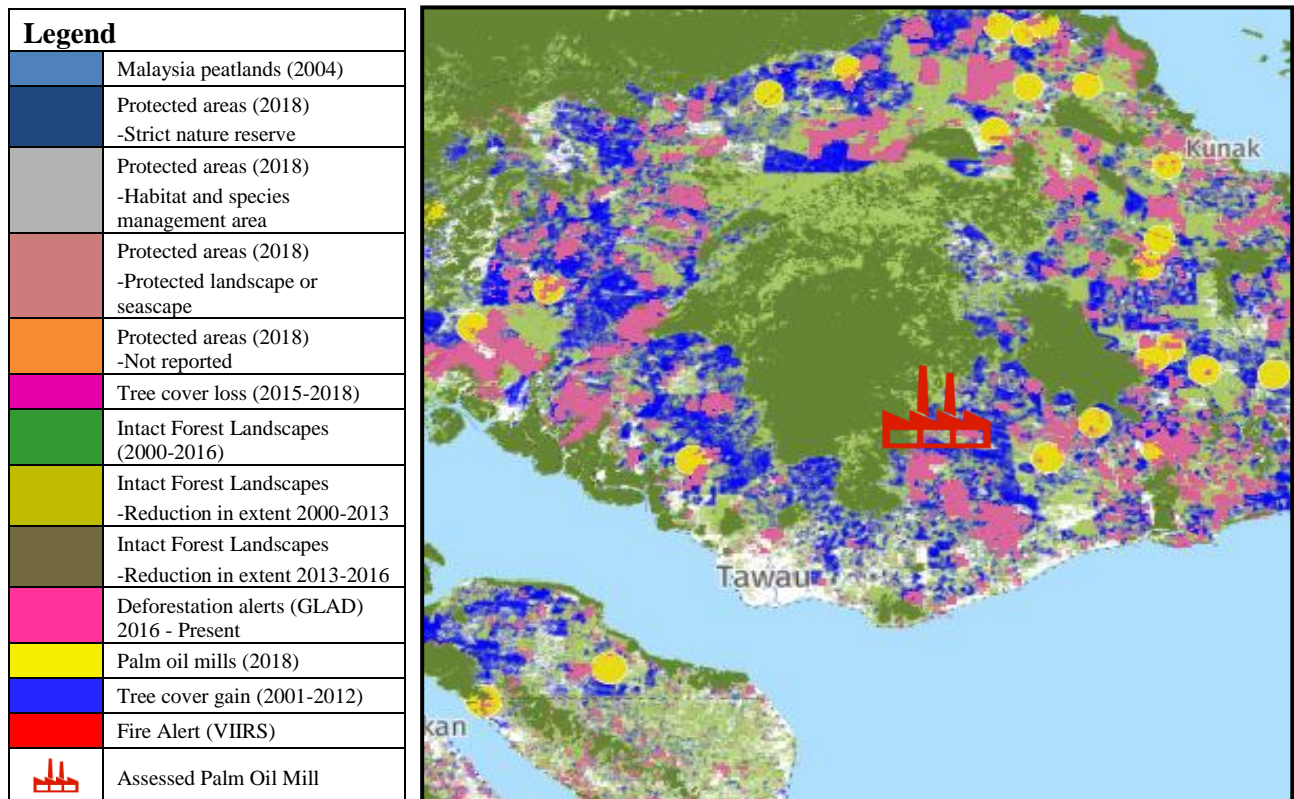 Legend
Malaysia peatlands (2004)
Protected areas (2018)
-Strict nature reserve
Protected areas (2018)
-Habitat and species
management area
Protected areas (2018)
-Protected landscape or
seascape
Protected areas (2018)
-Not reported
Tree cover loss (2015-2018)
Intact Forest Landscapes
(2000-2016)
Intact Forest Landscapes
-Reduction in extent 2000-2013
Intact Forest Landscapes
-Reduction in extent 2013-2016
Deforestation alerts (GLAD)
2016 - Present
Palm oil mills (2018)
Tree cover gain (2001-2012)
Fire Alert (VIIRS)
Assessed Palm Oil Mill
Kunak
Tawau
kan